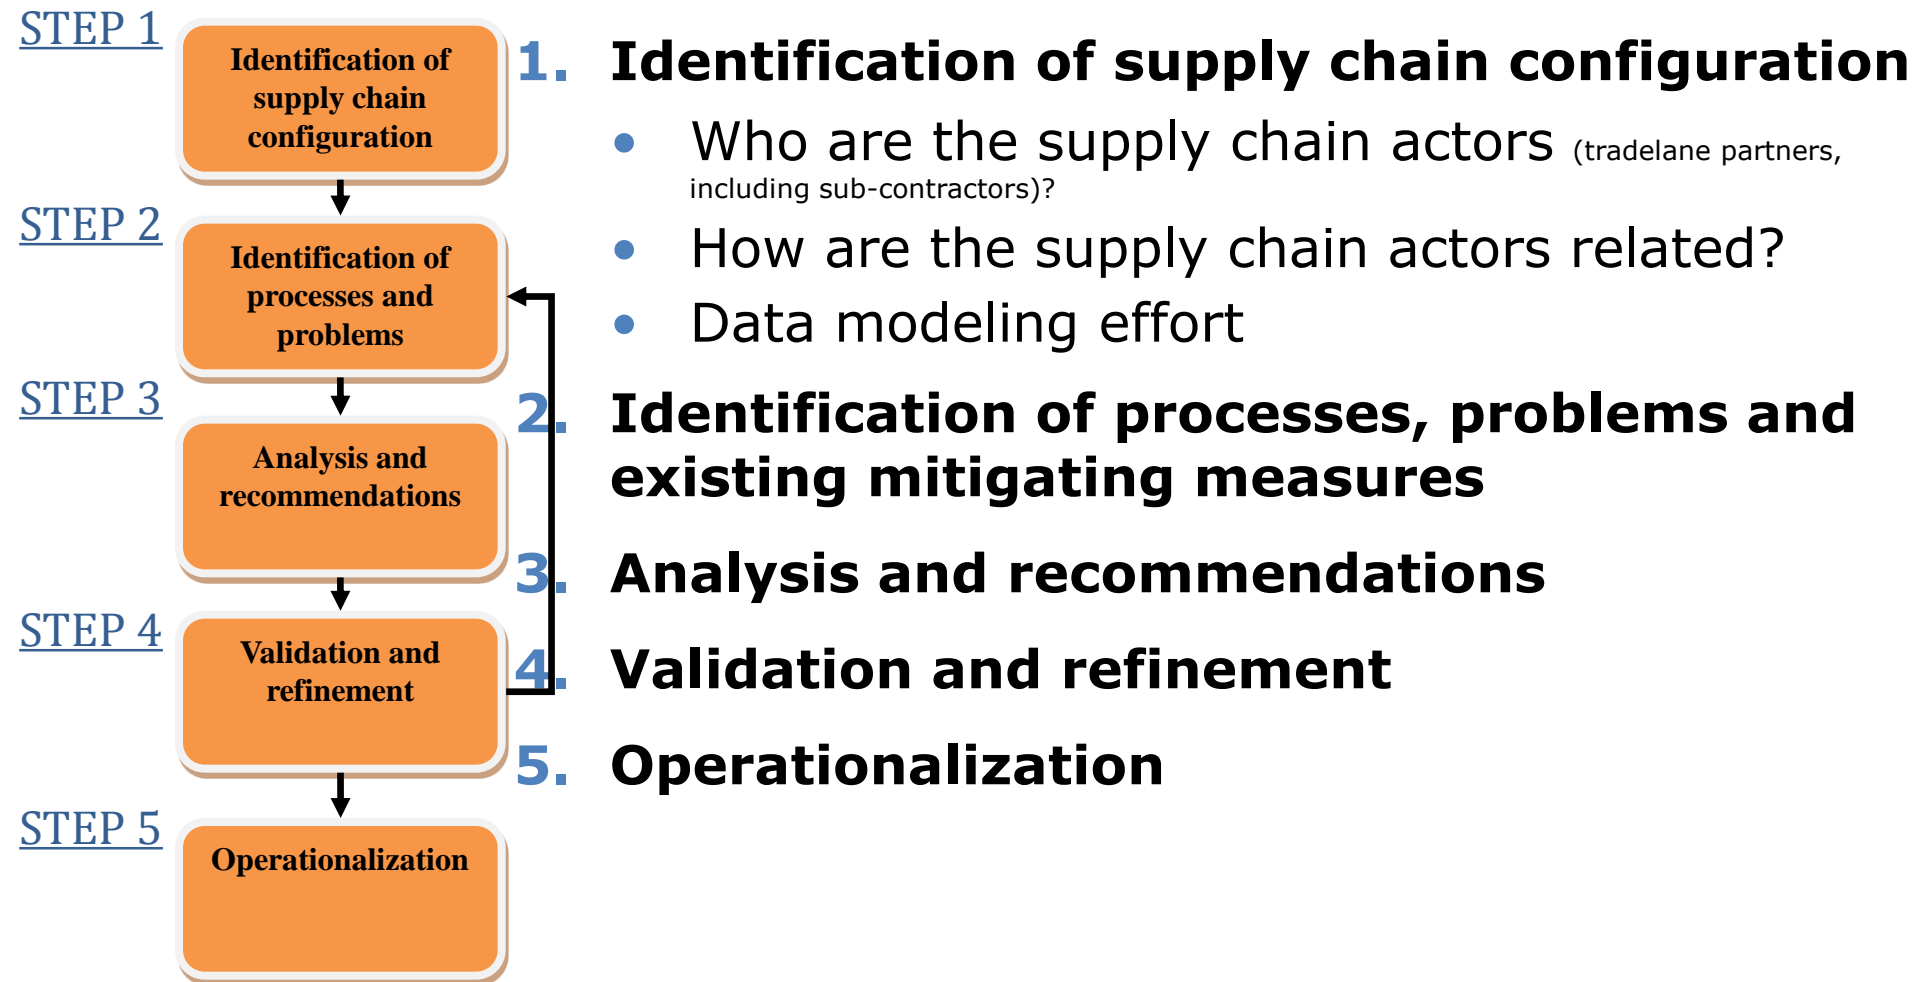 STEP 1
Identification of
supply chain
configuration
STEP 2
Identification of
processes and
problems
STEP 3
Analysis and
recommendations
STEP 4
Validation and
refinement
STEP 5
Operationalization
1. Identification of supply chain configuration
• Who are the supply chain actors (tradelane partners,
including sub-contractors)?
• How are the supply chain actors related?
• Data modeling effort
2. Identification of processes, problems and
existing mitigating measures
3. Analysis and recommendations
4. Validation and refinement
5. Operationalization